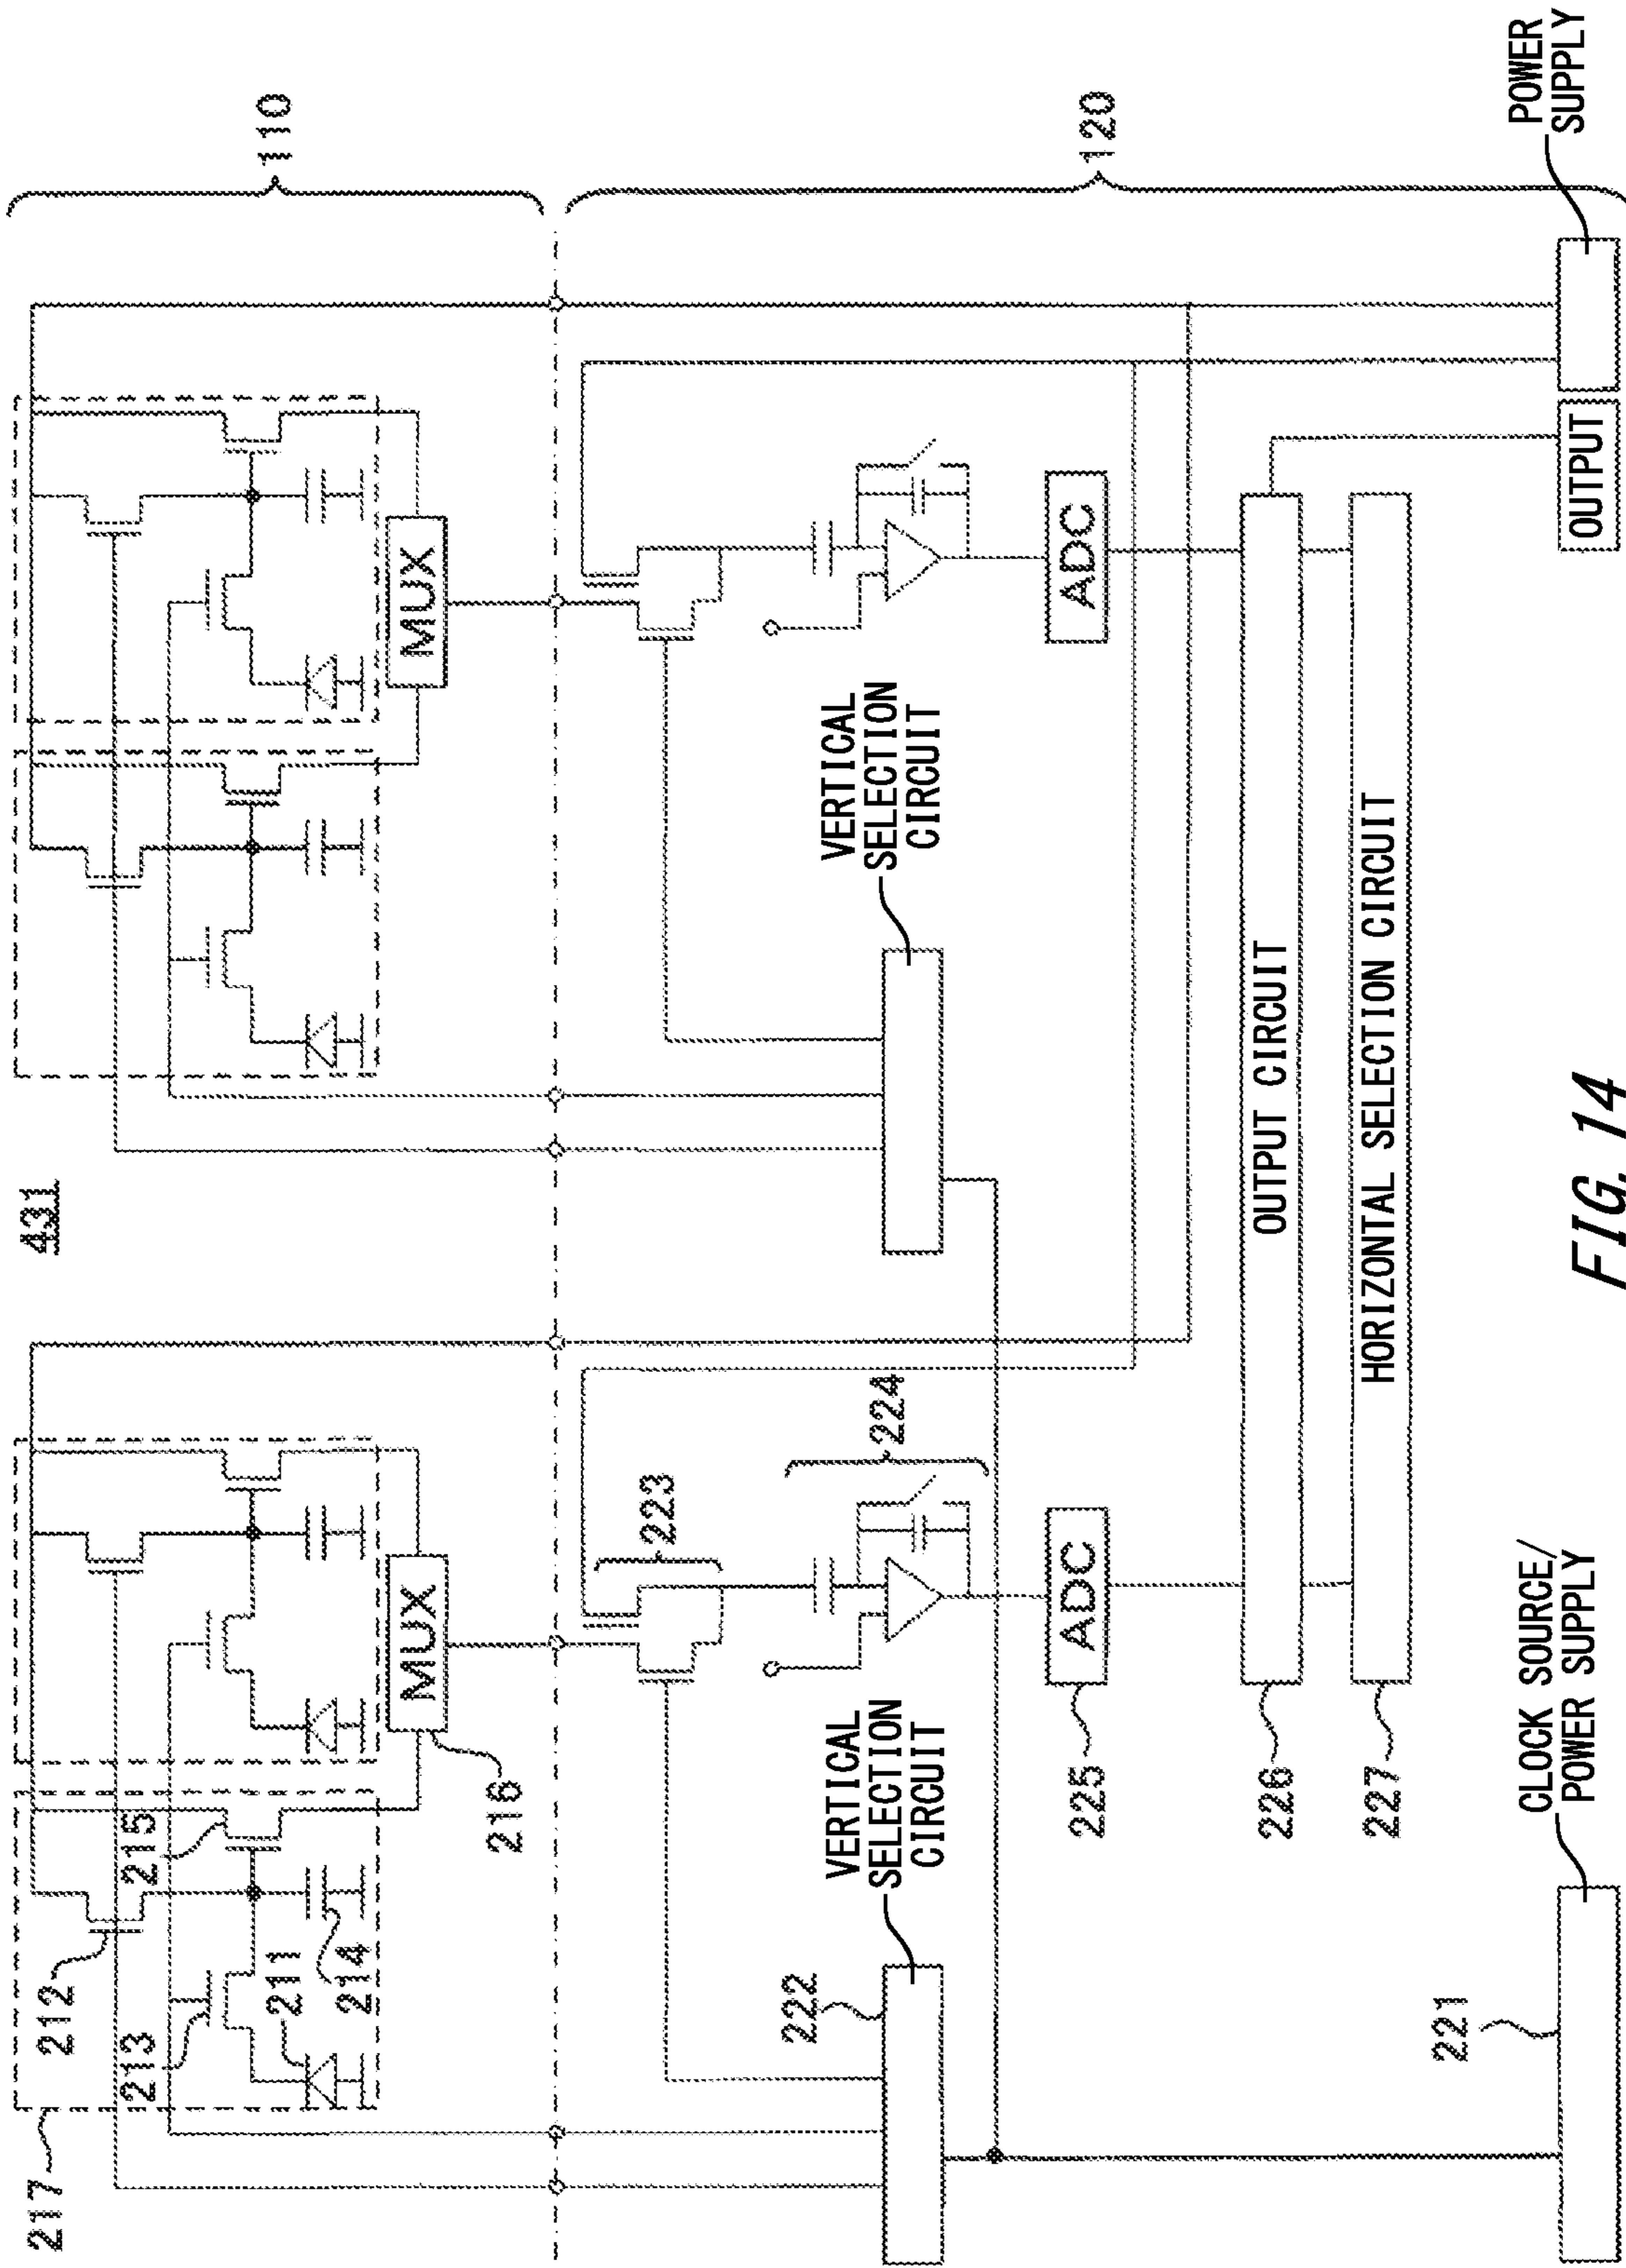 431
110
120
217
212
213
215
211
214
MUX
216
MUX
223
224
222
VERTICAL
SELECTION
CIRCUIT
VERTICAL
SELECTION
CIRCUIT
225
ADC
ADC
226
OUTPUT CIRCUIT
227
HORIZONTAL SELECTION CIRCUIT
221
CLOCK SOURCE/
POWER SUPPLY
OUTPUT
POWER
SUPPLY
FIG. 14